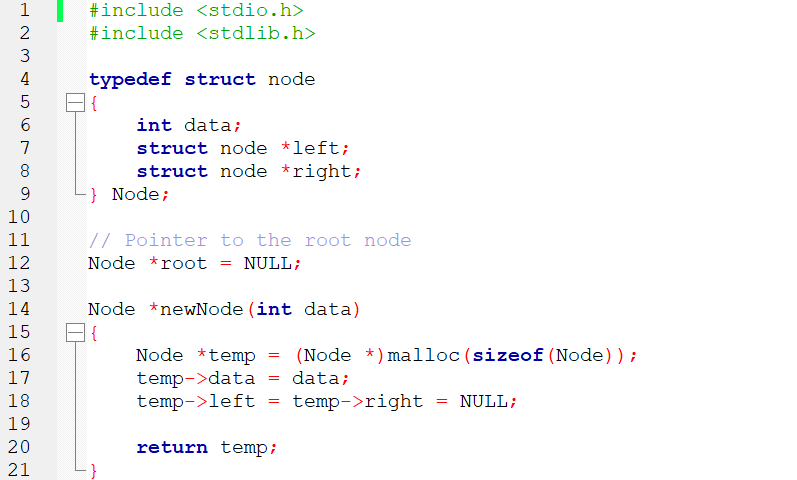 1 #include <stdio.h>
2 #include <stdlib.h>
3
4 typedef struct node
5 {
6     int data;
7     struct node *left;
8     struct node *right;
9 } Node;
10
11 // Pointer to the root node
12 Node *root = NULL;
13
14 Node *newNode(int data)
15 {
16     Node *temp = (Node *)malloc(sizeof(Node));
17     temp->data = data;
18     temp->left = temp->right = NULL;
19
20     return temp;
21 }